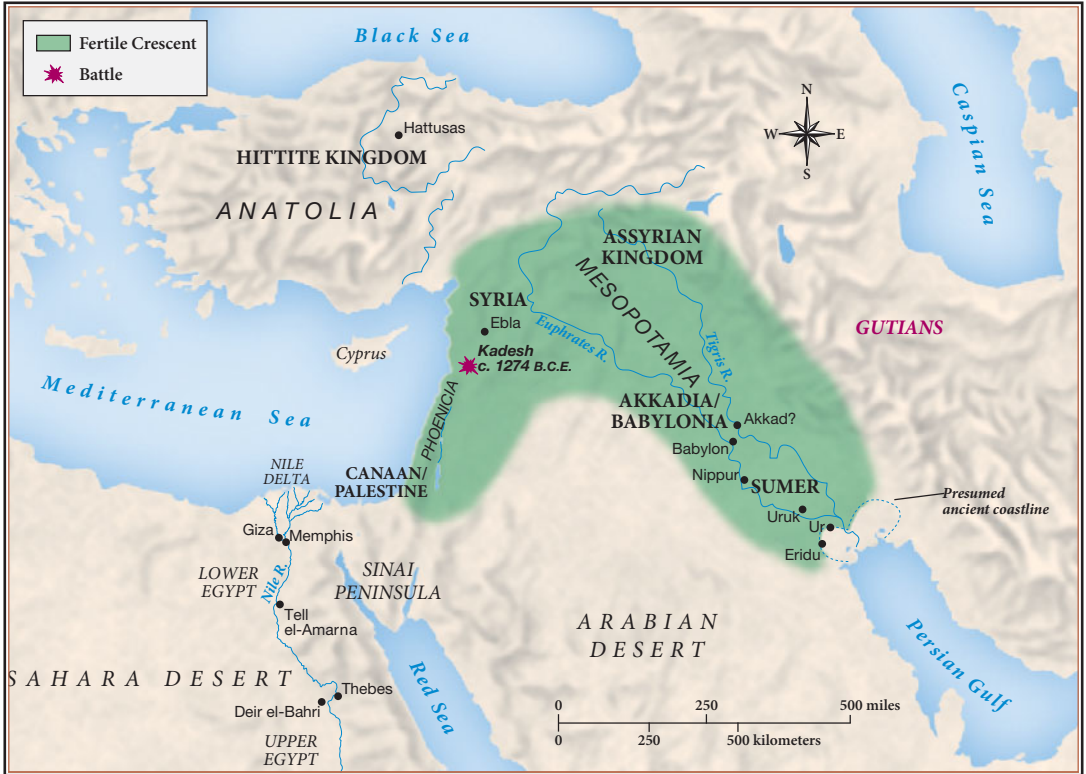 Fertile Crescent
Battle
Black Sea
Caspian Sea
N
W
E
S
Hattusas
HITTITE KINGDOM
ANATOLIA
ASSYRIAN
KINGDOM
MESOPOTAMIA
SYRIA
Ebla
Euphrates R.
Tigris R.
GUTIANS
Cyprus
Kadesh
c. 1274 B.C.E.
Mediterranean Sea
PHOENICIA
AKKADIA/
BABYLONIA
Akkad?
Babylon
NILE
DELTA
CANAAN/
PALESTINE
Nippur
SUMER
Presumed
ancient coastline
Uruk
Ur
Eridu
Giza
Memphis
LOWER
EGYPT
Nile R.
SINAI
PENINSULA
Tell
el-Amarna
ARABIAN
DESERT
Persian Gulf
SAHARA DESERT
Red Sea
Thebes
Deir el-Bahri
UPPER
EGYPT
0 250 500 miles
0 250 500 kilometers